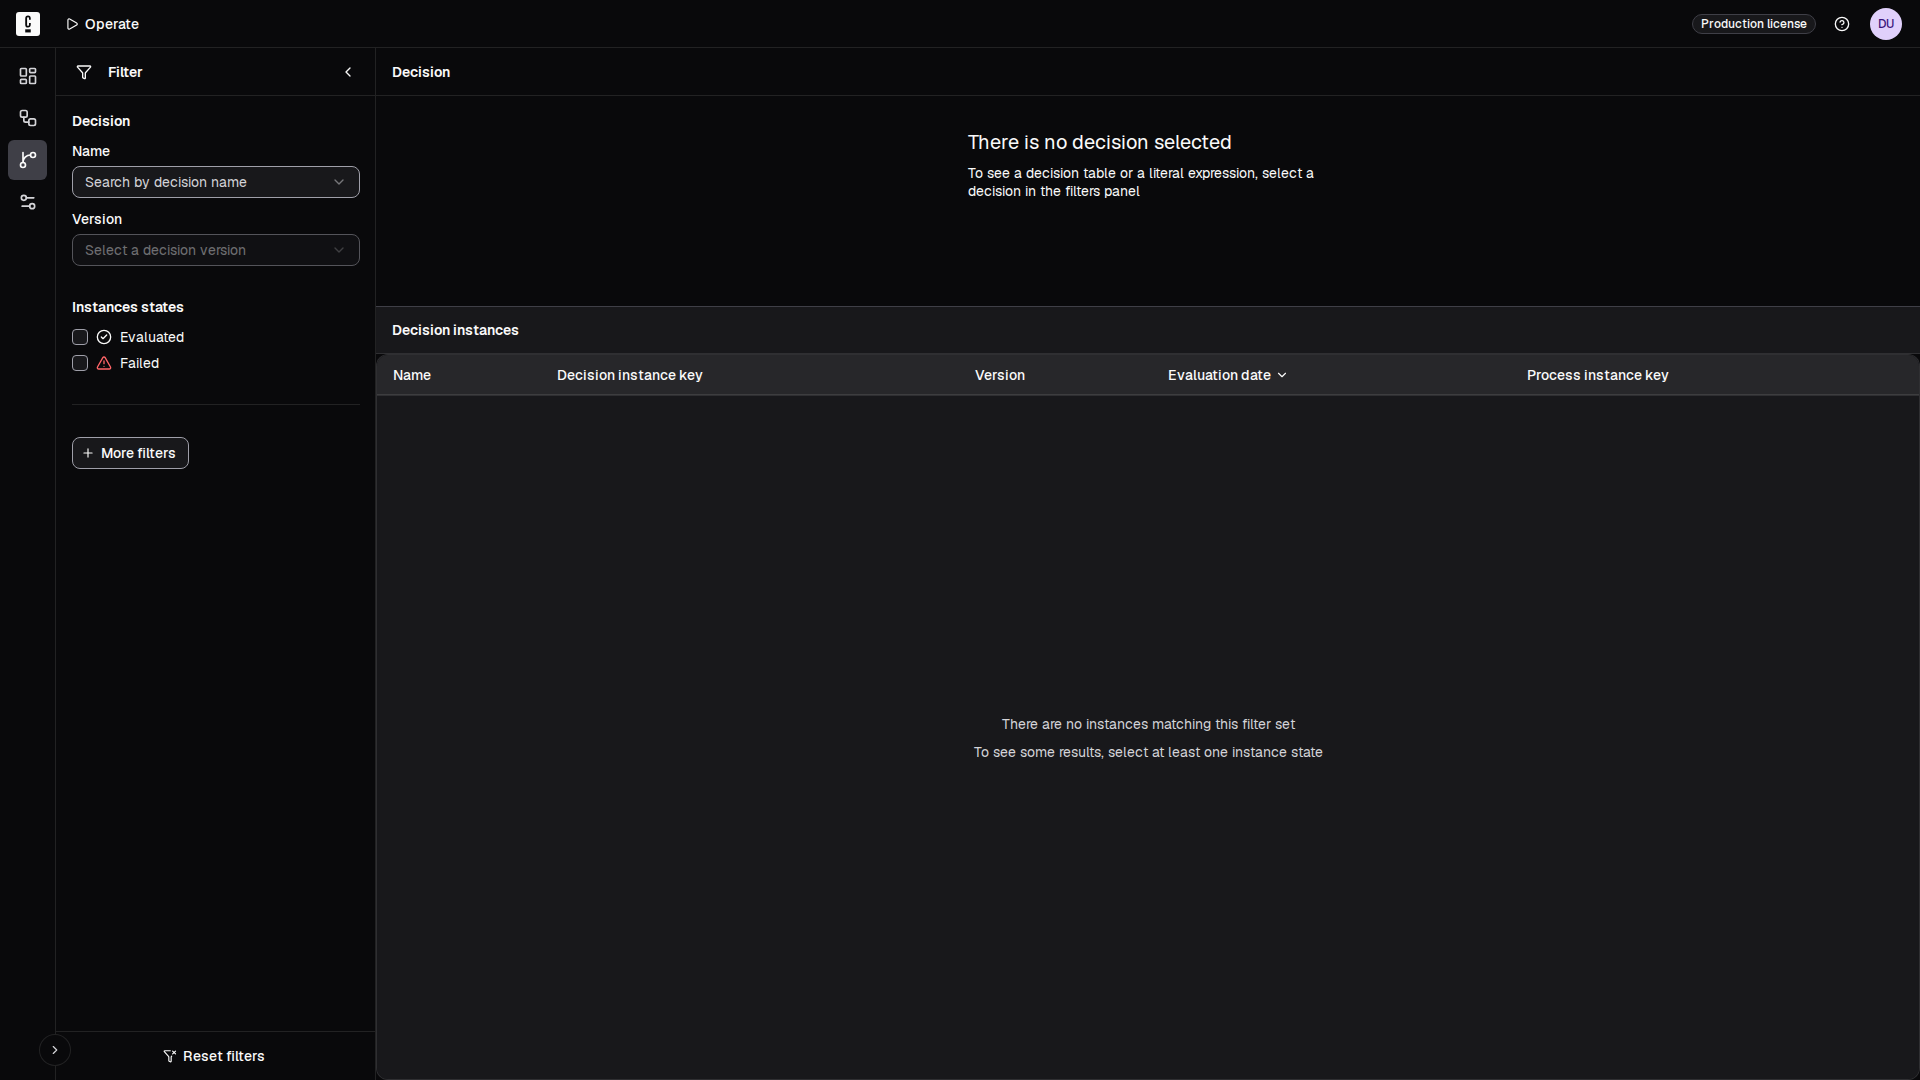 Operate
Production license
DU
Filter
Decision
Decision
Name
Search by decision name
Version
Select a decision version
Instances states
Evaluated
Failed
More filters
Reset filters
There is no decision selected
To see a decision table or a literal expression, select a
decision in the filters panel
Decision instances
Name Decision instance key Version Evaluation date Process instance key
There are no instances matching this filter set
To see some results, select at least one instance state